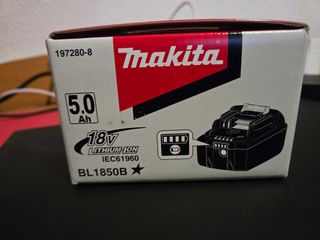 197280-8
makita
5.0
Ah
18V
LITHIUM-ION
IEC61960
BL1850B